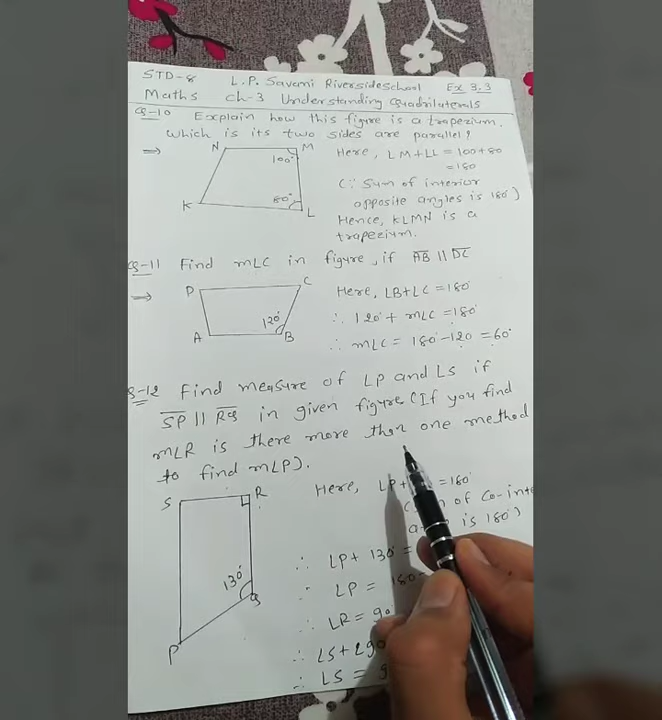 STD-8 L.P. Savani Riverside School Ex 3.3
Maths ch-3 Understanding Quadrilaterals
Q-10 Explain how this figure is a trapezium.
Which is its two sides are parallel?
⇒ N M Here, ∠M+∠L = 100+80
100° =180
K 80° L (∵ Sum of interior
opposite angles is 180°)
Hence, KLMN is a
trapezium.
Q-11 Find m∠C in figure, if AB || DC
⇒ D C Here, ∠B+∠C = 180°
A 120° B ∴ 120° + m∠C = 180°
∴ m∠C = 180° - 120 = 60°
Q-12 Find measure of ∠P and ∠S if
SP || RQ in given figure (If you find
m∠R is there more than one method
to find m∠P).
S R Here, ∠P+ = 180°
of Co-inte
is 180°)
130° Q ∴ ∠P + 130° =
P ∴ ∠P = 180 -
∴ ∠R = 90
∴ ∠S + ∠90
∴ ∠S = 9